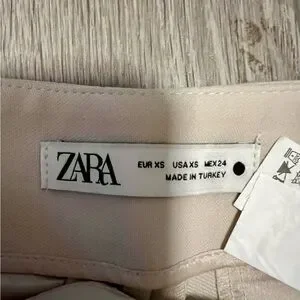 ZARA
EUR XS USA XS MEX 24
MADE IN TURKEY